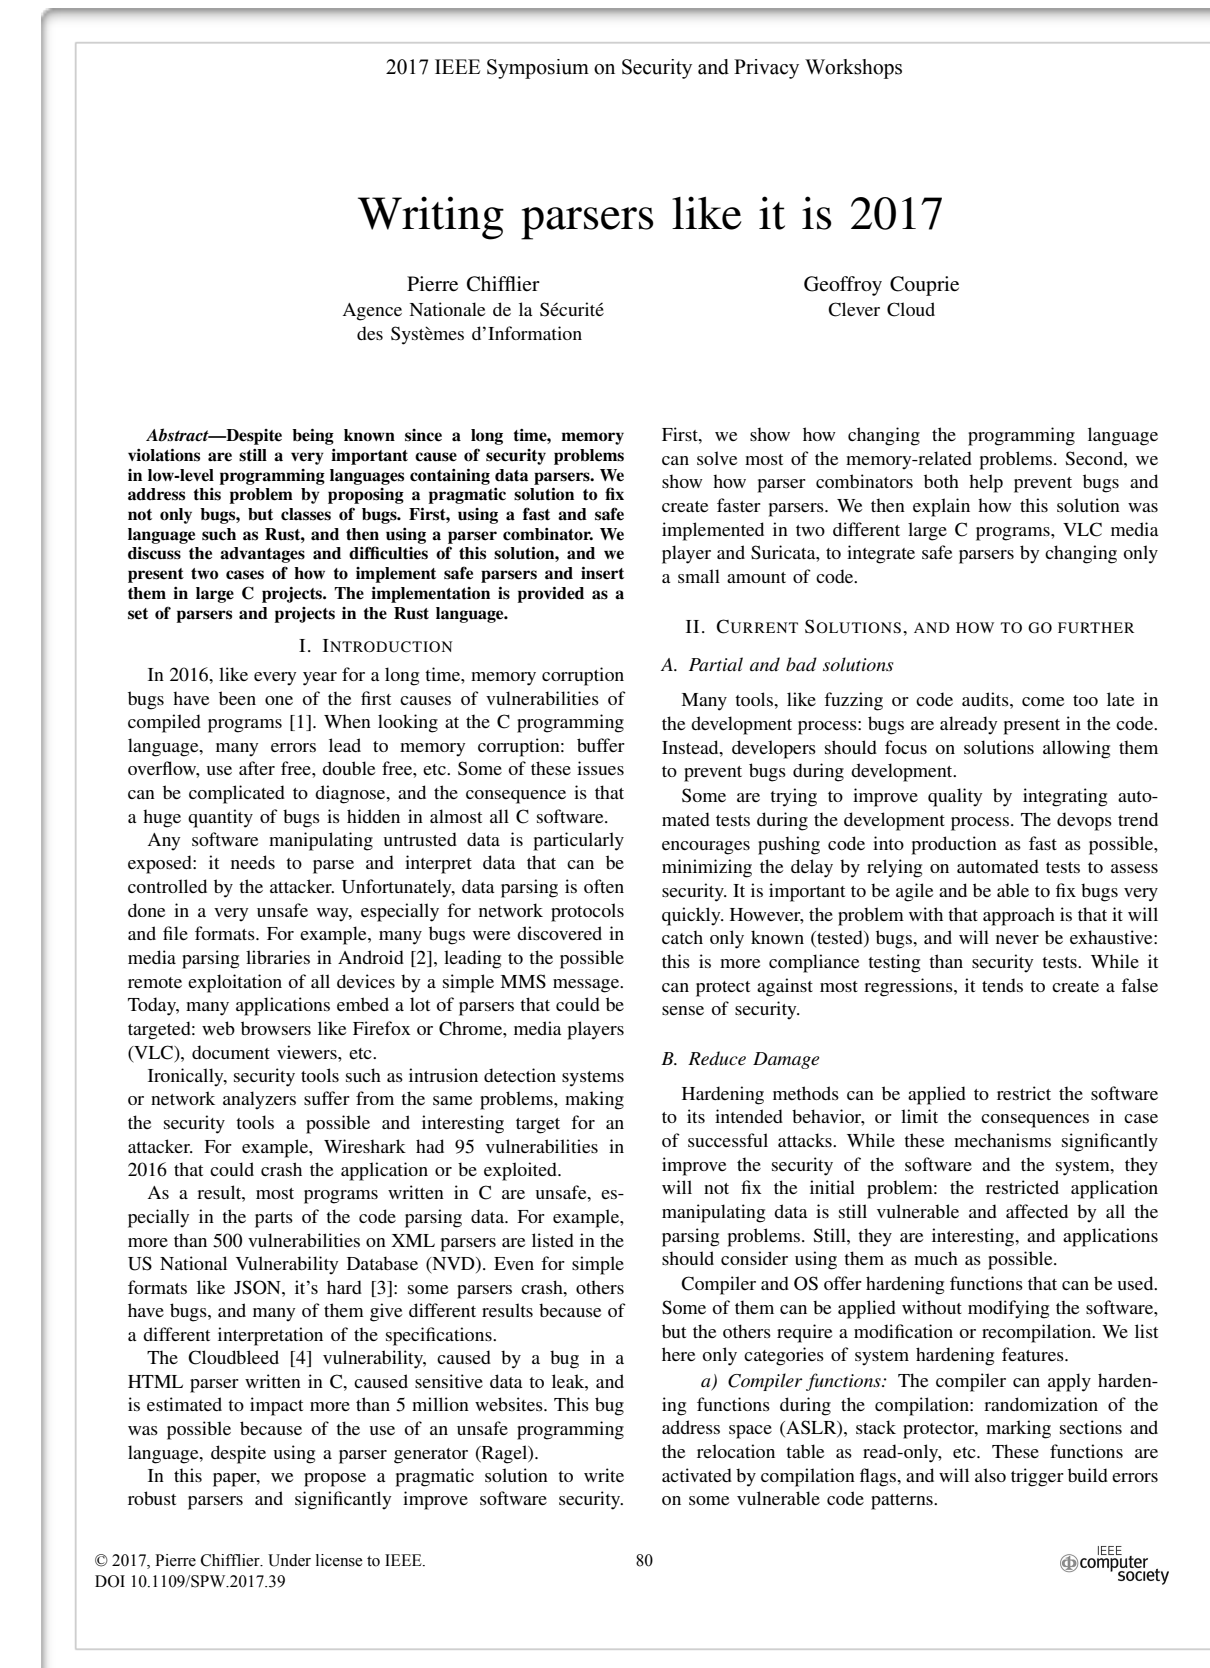 2017 IEEE Symposium on Security and Privacy Workshops
Writing parsers like it is 2017
Pierre Chifflier
Agence Nationale de la Sécurité
des Systèmes d'Information
Geoffroy Couprie
Clever Cloud
Abstract—Despite being known since a long time, memory
violations are still a very important cause of security problems
in low-level programming languages containing data parsers. We
address this problem by proposing a pragmatic solution to fix
not only bugs, but classes of bugs. First, using a fast and safe
language such as Rust, and then using a parser combinator. We
discuss the advantages and difficulties of this solution, and we
present two cases of how to implement safe parsers and insert
them in large C projects. The implementation is provided as a
set of parsers and projects in the Rust language.
I. INTRODUCTION
In 2016, like every year for a long time, memory corruption
bugs have been one of the first causes of vulnerabilities of
compiled programs [1]. When looking at the C programming
language, many errors lead to memory corruption: buffer
overflow, use after free, double free, etc. Some of these issues
can be complicated to diagnose, and the consequence is that
a huge quantity of bugs is hidden in almost all C software.
Any software manipulating untrusted data is particularly
exposed: it needs to parse and interpret data that can be
controlled by the attacker. Unfortunately, data parsing is often
done in a very unsafe way, especially for network protocols
and file formats. For example, many bugs were discovered in
media parsing libraries in Android [2], leading to the possible
remote exploitation of all devices by a simple MMS message.
Today, many applications embed a lot of parsers that could be
targeted: web browsers like Firefox or Chrome, media players
(VLC), document viewers, etc.
Ironically, security tools such as intrusion detection systems
or network analyzers suffer from the same problems, making
the security tools a possible and interesting target for an
attacker. For example, Wireshark had 95 vulnerabilities in
2016 that could crash the application or be exploited.
As a result, most programs written in C are unsafe, es-
pecially in the parts of the code parsing data. For example,
more than 500 vulnerabilities on XML parsers are listed in the
US National Vulnerability Database (NVD). Even for simple
formats like JSON, it's hard [3]: some parsers crash, others
have bugs, and many of them give different results because of
a different interpretation of the specifications.
The Cloudbleed [4] vulnerability, caused by a bug in a
HTML parser written in C, caused sensitive data to leak, and
is estimated to impact more than 5 million websites. This bug
was possible because of the use of an unsafe programming
language, despite using a parser generator (Ragel).
In this paper, we propose a pragmatic solution to write
robust parsers and significantly improve software security.
First, we show how changing the programming language
can solve most of the memory-related problems. Second, we
show how parser combinators both help prevent bugs and
create faster parsers. We then explain how this solution was
implemented in two different large C programs, VLC media
player and Suricata, to integrate safe parsers by changing only
a small amount of code.
II. CURRENT SOLUTIONS, AND HOW TO GO FURTHER
A. Partial and bad solutions
Many tools, like fuzzing or code audits, come too late in
the development process: bugs are already present in the code.
Instead, developers should focus on solutions allowing them
to prevent bugs during development.
Some are trying to improve quality by integrating auto-
mated tests during the development process. The devops trend
encourages pushing code into production as fast as possible,
minimizing the delay by relying on automated tests to assess
security. It is important to be agile and be able to fix bugs very
quickly. However, the problem with that approach is that it will
catch only known (tested) bugs, and will never be exhaustive:
this is more compliance testing than security tests. While it
can protect against most regressions, it tends to create a false
sense of security.
B. Reduce Damage
Hardening methods can be applied to restrict the software
to its intended behavior, or limit the consequences in case
of successful attacks. While these mechanisms significantly
improve the security of the software and the system, they
will not fix the initial problem: the restricted application
manipulating data is still vulnerable and affected by all the
parsing problems. Still, they are interesting, and applications
should consider using them as much as possible.
Compiler and OS offer hardening functions that can be used.
Some of them can be applied without modifying the software,
but the others require a modification or recompilation. We list
here only categories of system hardening features.
a) Compiler functions: The compiler can apply harden-
ing functions during the compilation: randomization of the
address space (ASLR), stack protector, marking sections and
the relocation table as read-only, etc. These functions are
activated by compilation flags, and will also trigger build errors
on some vulnerable code patterns.
© 2017, Pierre Chifflier. Under license to IEEE.
DOI 10.1109/SPW.2017.39
80
IEEE
computer
society